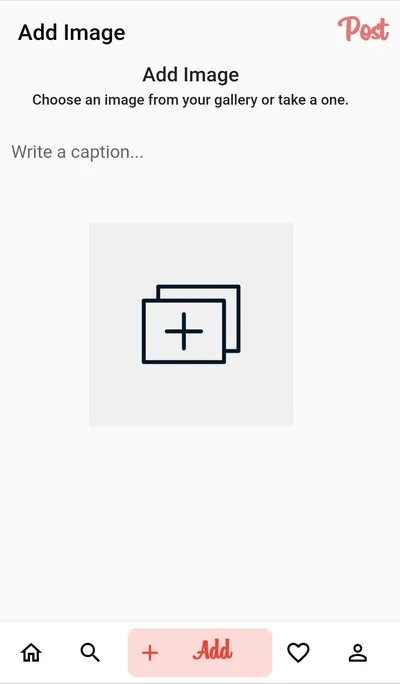 Add Image
Post
Add Image
Choose an image from your gallery or take a one.
Write a caption...
Add